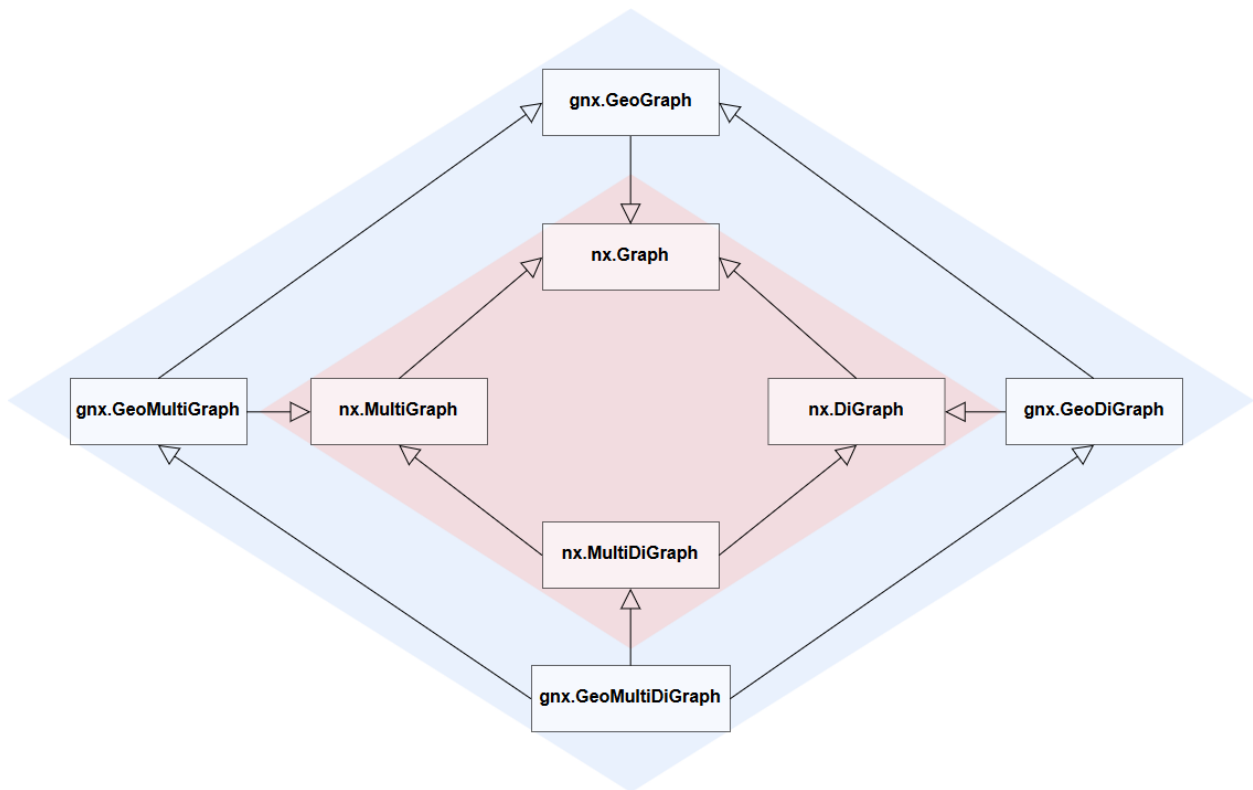 gnx.GeoGraph
nx.Graph
gnx.GeoMultiGraph
nx.MultiGraph
nx.DiGraph
gnx.GeoDiGraph
nx.MultiDiGraph
gnx.GeoMultiDiGraph